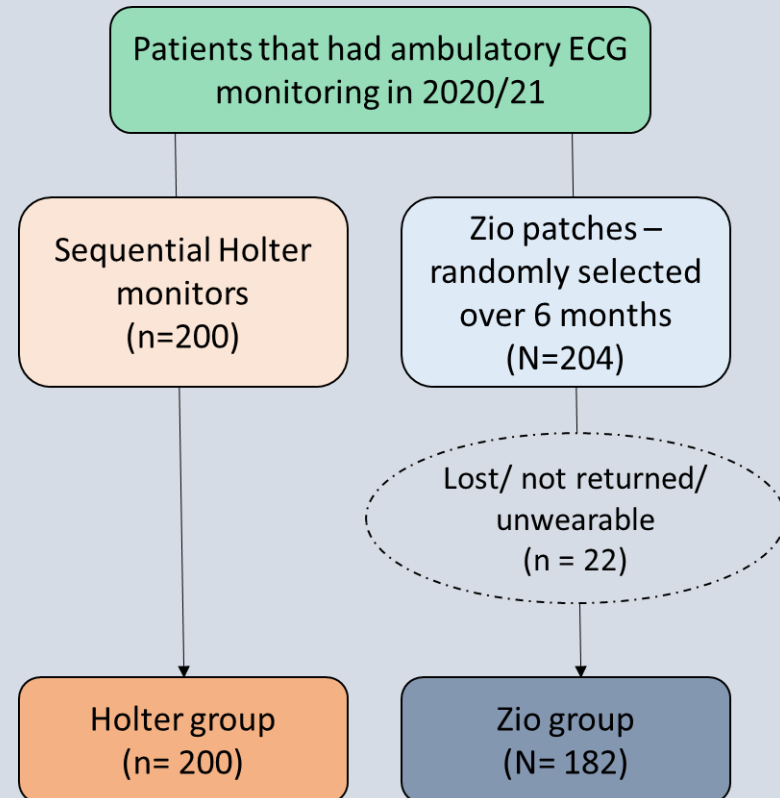 Patients that had ambulatory ECG
monitoring in 2020/21
Sequential Holter
monitors
(n=200)
Zio patches –
randomly selected
over 6 months
(N=204)
Lost/ not returned/
unwearable
(n = 22)
Holter group
(n= 200)
Zio group
(N= 182)